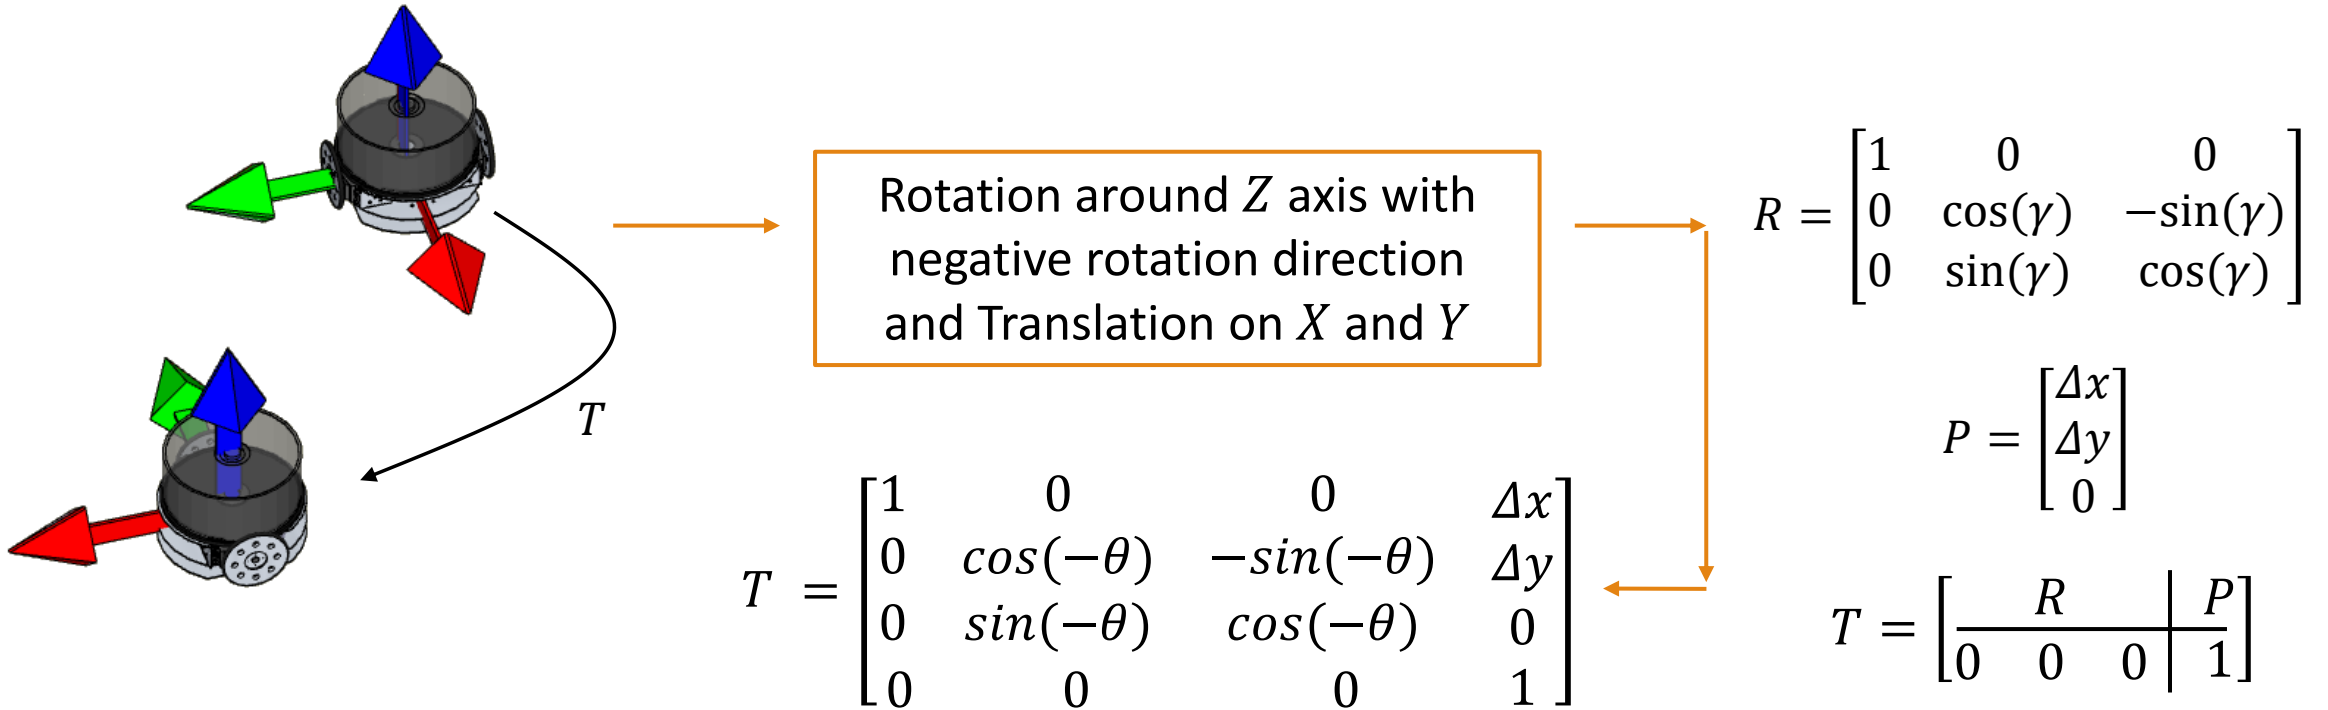 Rotation around Z axis with
negative rotation direction
and Translation on X and Y
T
R = [1 0 0
0 cos(γ) −sin(γ)
0 sin(γ) cos(γ)]
P = [Δx
Δy
0]
T = [R | P
0 0 0 | 1]
T = [1 0 0 Δx
0 cos(−θ) −sin(−θ) Δy
0 sin(−θ) cos(−θ) 0
0 0 0 1]